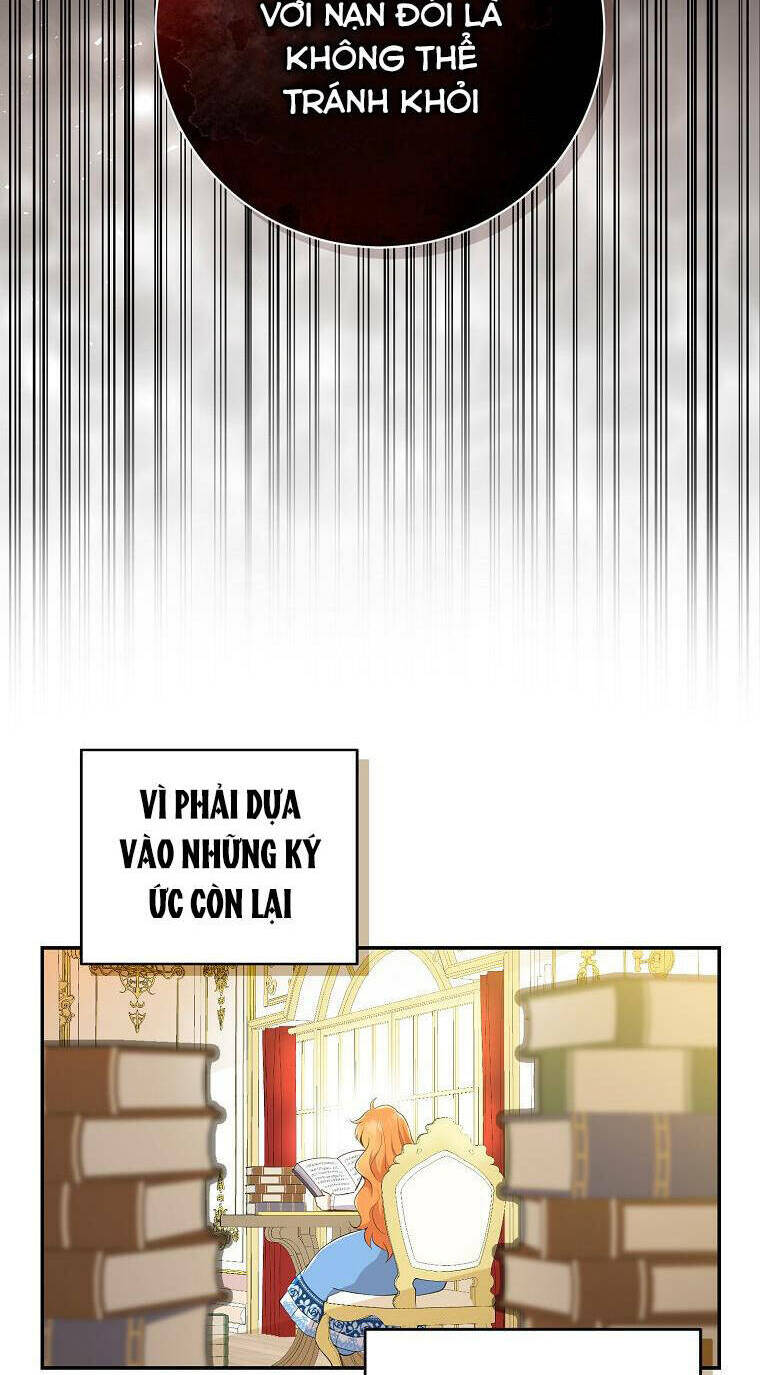 VỚI NẠN ĐÓI LÀ
KHÔNG THỂ
TRÁNH KHỎI
VÌ PHẢI DỰA
VÀO NHỮNG KÝ
ỨC CÒN LẠI